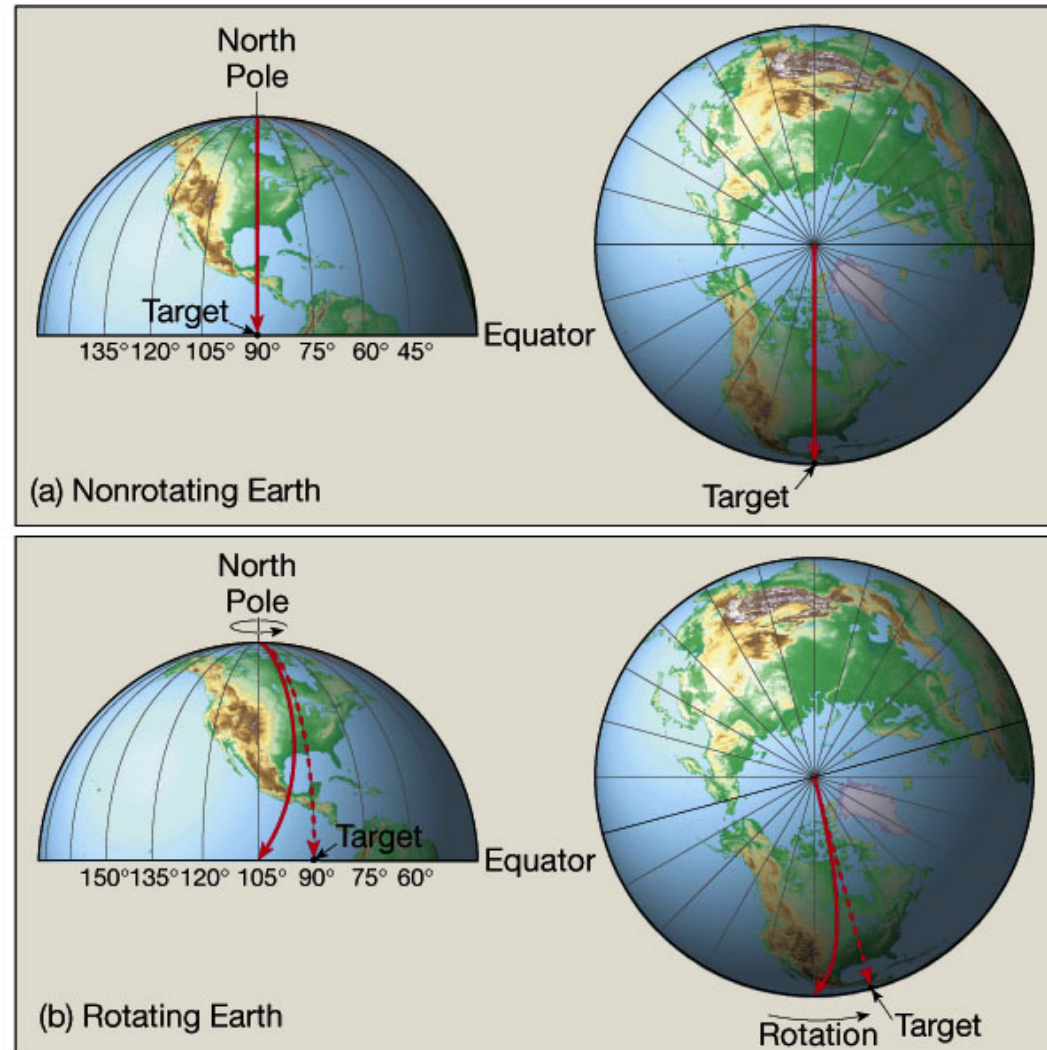 North
Pole
Target
Equator
135° 120° 105° 90° 75° 60° 45°
Target
(a) Nonrotating Earth
North
Pole
Target
Equator
150° 135° 120° 105° 90° 75° 60°
Rotation
Target
(b) Rotating Earth